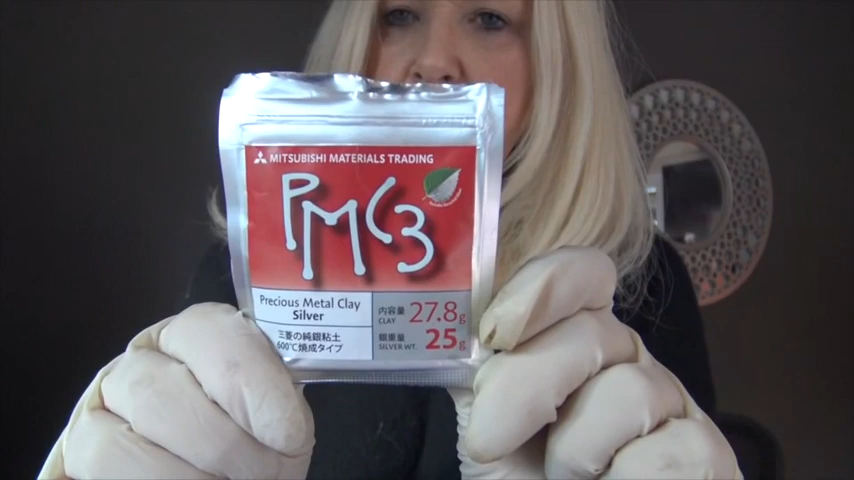 MITSUBISHI MATERIALS TRADING
PMC3
Precious Metal Clay
Silver
三菱の純銀粘土
600℃焼成タイプ
内容量
CLAY 27.8g
銀重量
SILVER WT. 25g